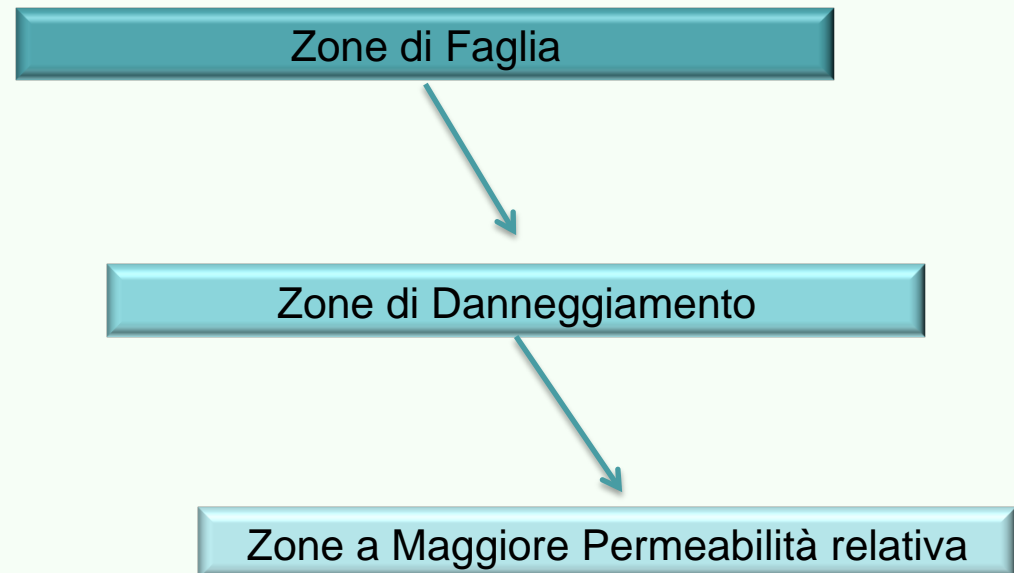 Zone di Faglia
Zone di Danneggiamento
Zone a Maggiore Permeabilità relativa